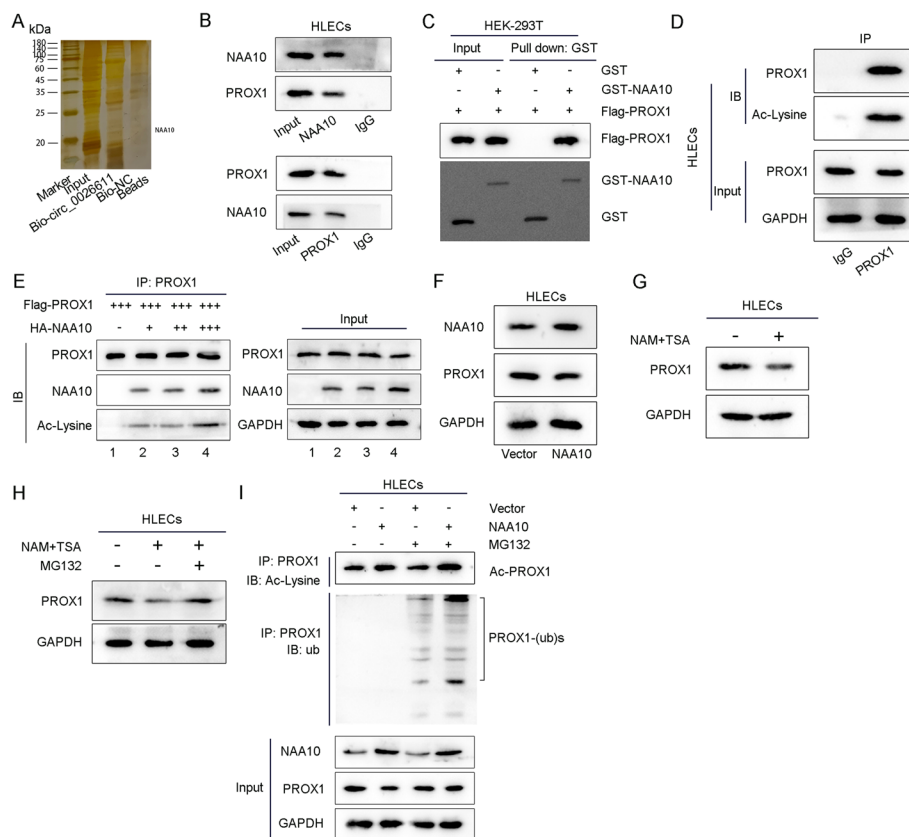 A
kDa
180
130
100
75
63
45
35
25
20
NAA10
Marker
Input
Bio-circ_0026611
Bio-NC
Beads
B
HLECs
NAA10
PROX1
Input
NAA10
IgG
PROX1
NAA10
Input
PROX1
IgG
C
HEK-293T
Input Pull down: GST
+ - + - GST
- + - + GST-NAA10
+ + + + Flag-PROX1
Flag-PROX1
GST-NAA10
GST
D
IP
HLECs
IB
PROX1
Ac-Lysine
Input
PROX1
GAPDH
IgG
PROX1
E
IP: PROX1
Flag-PROX1 +++ +++ +++ +++
HA-NAA10 - + ++ +++
IB
PROX1
NAA10
Ac-Lysine
1 2 3 4
Input
PROX1
NAA10
GAPDH
1 2 3 4
F
HLECs
NAA10
PROX1
GAPDH
Vector NAA10
G
HLECs
NAM+TSA - +
PROX1
GAPDH
H
HLECs
NAM+TSA - + +
MG132 - - +
PROX1
GAPDH
I
HLECs
+ - + - Vector
- + - + NAA10
- - + + MG132
IP: PROX1
IB: Ac-Lysine
Ac-PROX1
IP: PROX1
IB: ub
PROX1-(ub)s
Input
NAA10
PROX1
GAPDH